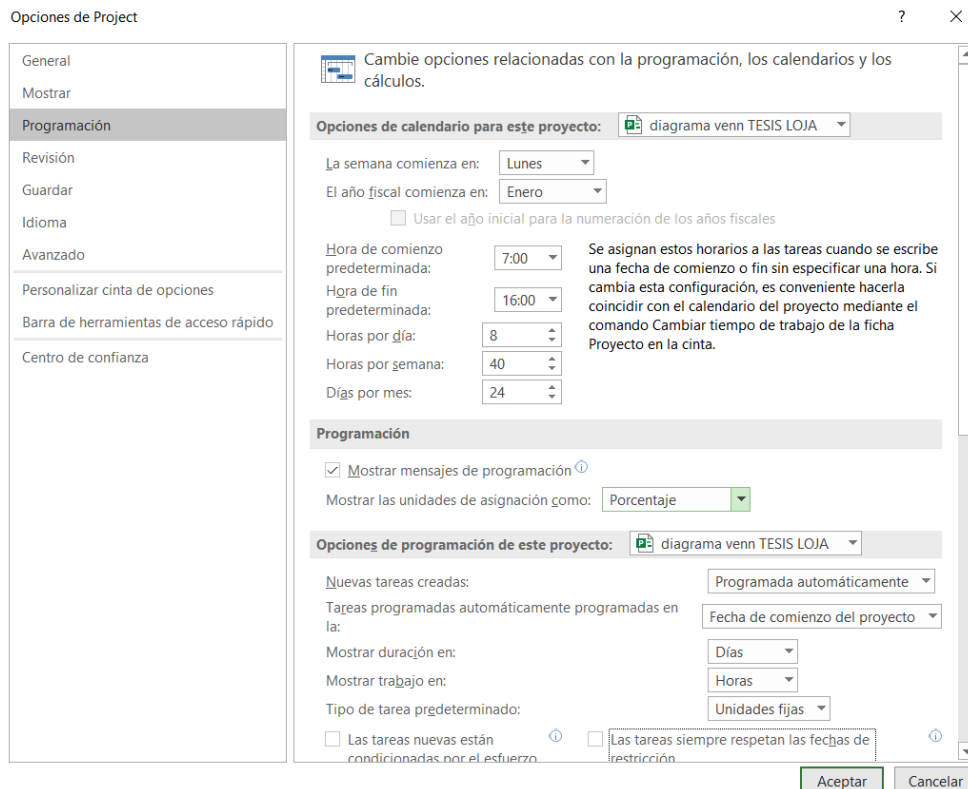 Opciones de Project
?
General
Mostrar
Programación
Revisión
Guardar
Idioma
Avanzado
Personalizar cinta de opciones
Barra de herramientas de acceso rápido
Centro de confianza
Cambie opciones relacionadas con la programación, los calendarios y los
cálculos.
Opciones de calendario para este proyecto: diagrama venn TESIS LOJA
La semana comienza en: Lunes
El año fiscal comienza en: Enero
Usar el año inicial para la numeración de los años fiscales
Hora de comienzo
predeterminada: 7:00
Hora de fin
predeterminada: 16:00
Horas por día: 8
Horas por semana: 40
Días por mes: 24
Se asignan estos horarios a las tareas cuando se escribe
una fecha de comienzo o fin sin especificar una hora. Si
cambia esta configuración, es conveniente hacerla
coincidir con el calendario del proyecto mediante el
comando Cambiar tiempo de trabajo de la ficha
Proyecto en la cinta.
Programación
Mostrar mensajes de programación
Mostrar las unidades de asignación como: Porcentaje
Opciones de programación de este proyecto: diagrama venn TESIS LOJA
Nuevas tareas creadas: Programada automáticamente
Tareas programadas automáticamente programadas en
la: Fecha de comienzo del proyecto
Mostrar duración en: Días
Mostrar trabajo en: Horas
Tipo de tarea predeterminado: Unidades fijas
Las tareas nuevas están
condicionadas por el esfuerzo
Las tareas siempre respetan las fechas de
restricción
Aceptar
Cancelar